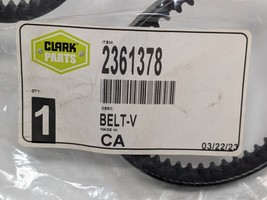 CLARK
PARTS
ITEM:
2361378
QTY:
1
DESC:
BELT-V
MADE IN
CA
03/22/23